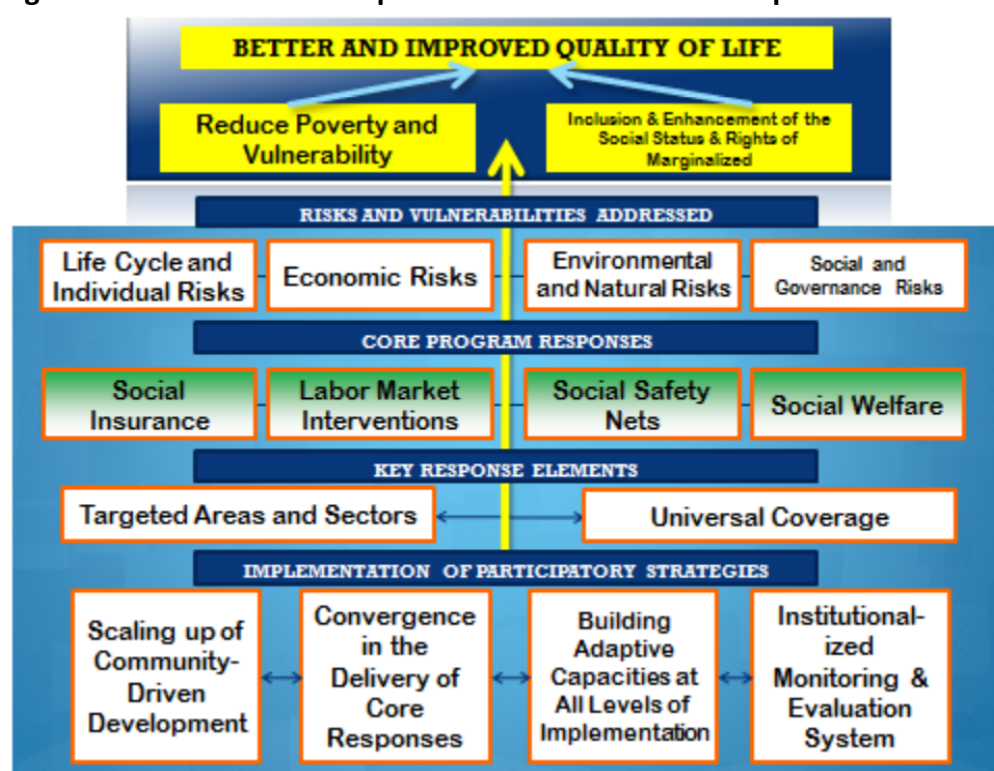 BETTER AND IMPROVED QUALITY OF LIFE
Reduce Poverty and
Vulnerability
Inclusion & Enhancement of the
Social Status & Rights of
Marginalized
RISKS AND VULNERABILITIES ADDRESSED
Life Cycle and
Individual Risks
Economic Risks
Environmental
and Natural Risks
Social and
Governance Risks
CORE PROGRAM RESPONSES
Social
Insurance
Labor Market
Interventions
Social Safety
Nets
Social Welfare
KEY RESPONSE ELEMENTS
Targeted Areas and Sectors
Universal Coverage
IMPLEMENTATION OF PARTICIPATORY STRATEGIES
Scaling up of
Community-
Driven
Development
Convergence
in the
Delivery of
Core
Responses
Building
Adaptive
Capacities at
All Levels of
Implementation
Institutional-
ized
Monitoring &
Evaluation
System